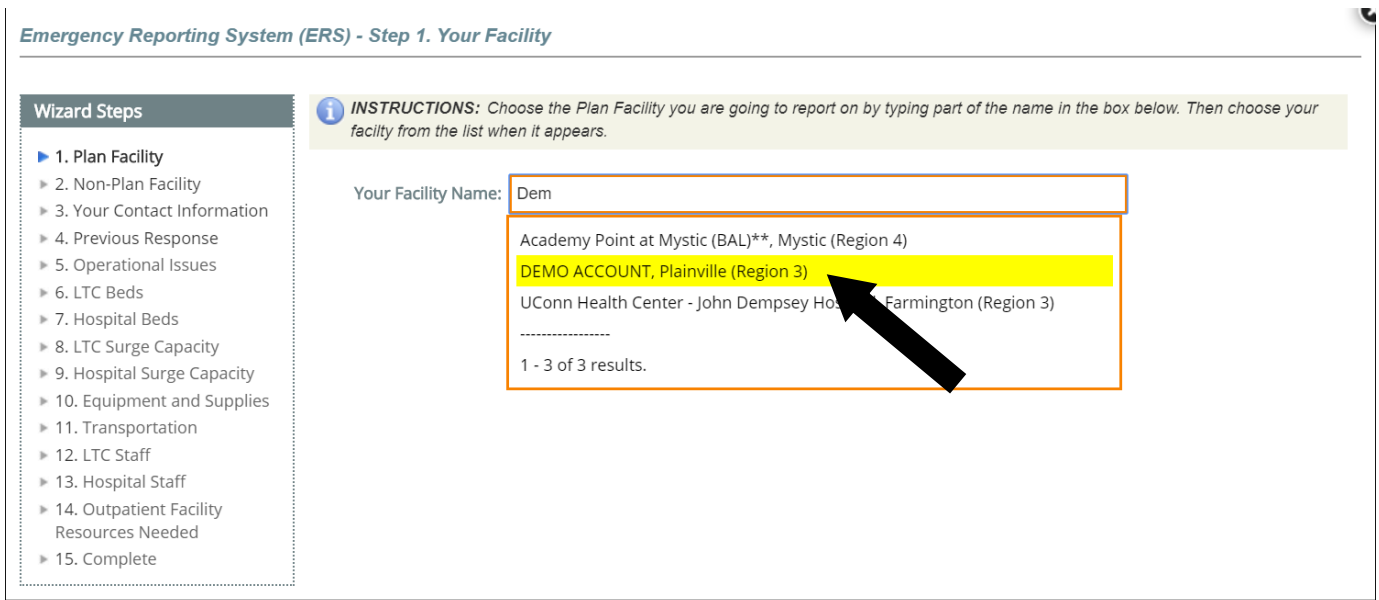 Emergency Reporting System (ERS) - Step 1. Your Facility
Wizard Steps
1. Plan Facility
2. Non-Plan Facility
3. Your Contact Information
4. Previous Response
5. Operational Issues
6. LTC Beds
7. Hospital Beds
8. LTC Surge Capacity
9. Hospital Surge Capacity
10. Equipment and Supplies
11. Transportation
12. LTC Staff
13. Hospital Staff
14. Outpatient Facility
Resources Needed
15. Complete
INSTRUCTIONS: Choose the Plan Facility you are going to report on by typing part of the name in the box below. Then choose your
facilty from the list when it appears.
Your Facility Name: Dem
Academy Point at Mystic (BAL)**, Mystic (Region 4)
DEMO ACCOUNT, Plainville (Region 3)
UConn Health Center - John Dempsey Farmington (Region 3)
----------------
1 - 3 of 3 results.